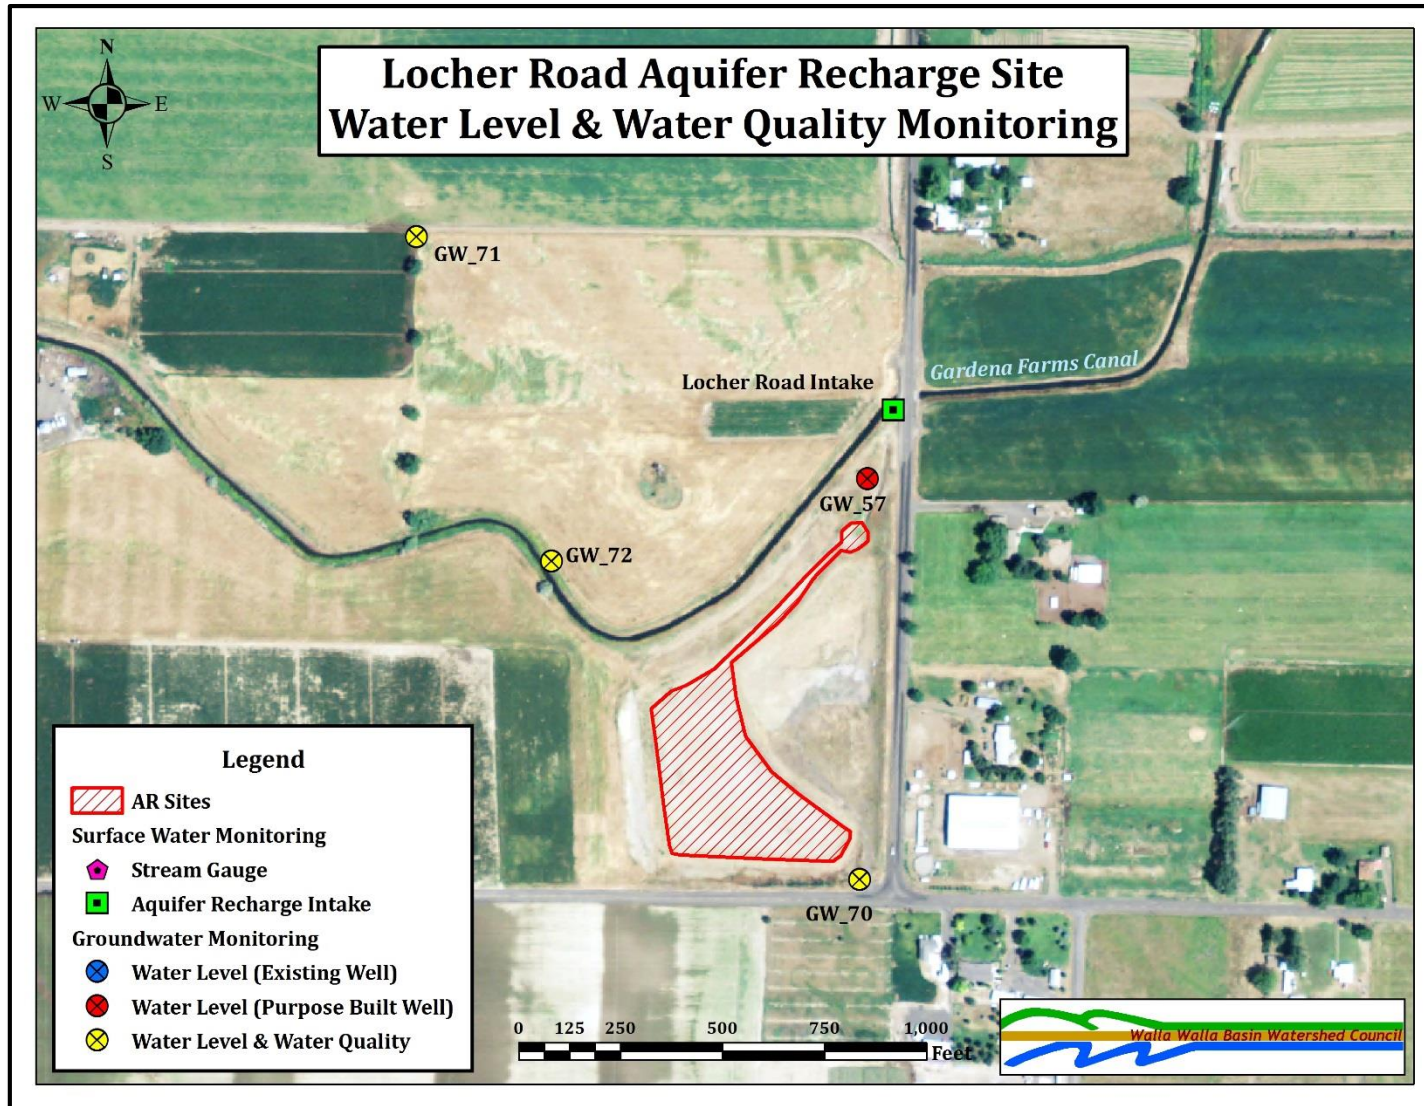 N
W
E
S
Locher Road Aquifer Recharge Site
Water Level & Water Quality Monitoring
GW_71
Gardena Farms Canal
Locher Road Intake
GW_57
GW_72
GW_70
Legend
AR Sites
Surface Water Monitoring
Stream Gauge
Aquifer Recharge Intake
Groundwater Monitoring
Water Level (Existing Well)
Water Level (Purpose Built Well)
Water Level & Water Quality
0 125 250 500 750 1,000
Feet
Walla Walla Basin Watershed Council